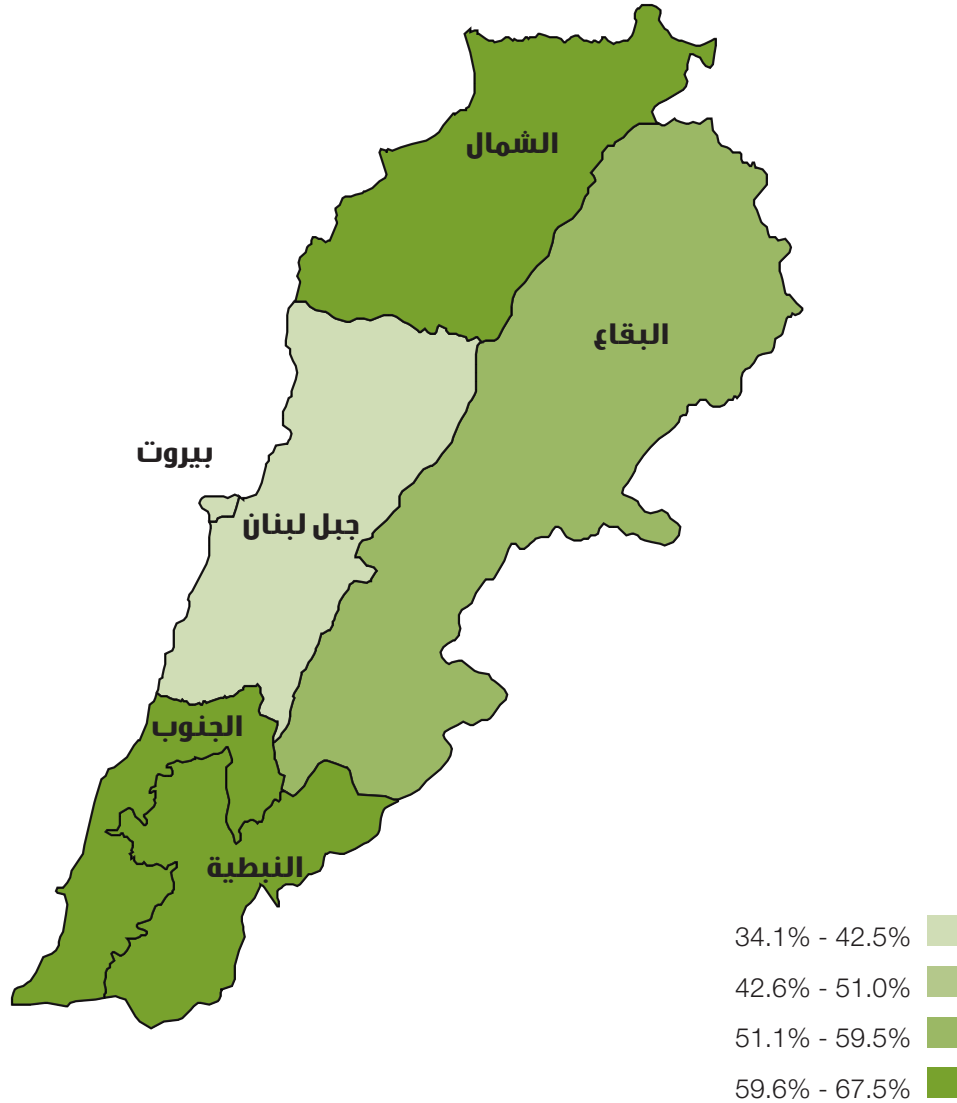 الشمال
البقاع
بيروت
جبل لبنان
الجنوب
النبطية
34.1% - 42.5%
42.6% - 51.0%
51.1% - 59.5%
59.6% - 67.5%